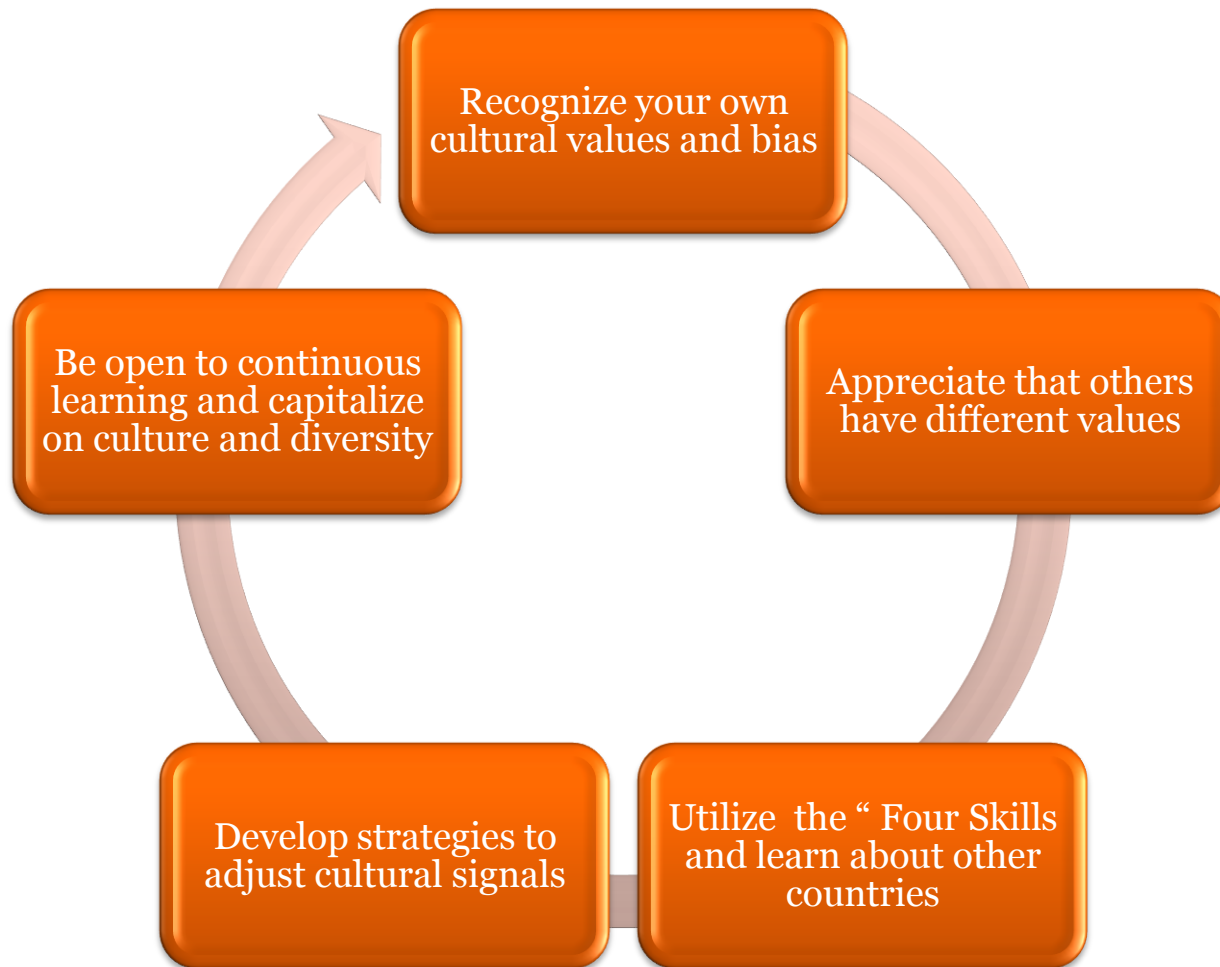 Recognize your own
cultural values and bias
Appreciate that others
have different values
Utilize  the “ Four Skills
and learn about other
countries
Develop strategies to
adjust cultural signals
Be open to continuous
learning and capitalize
on culture and diversity